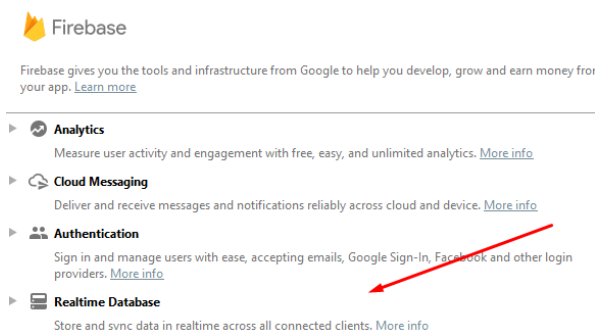 Firebase
Firebase gives you the tools and infrastructure from Google to help you develop, grow and earn money from
your app. Learn more
Analytics
Measure user activity and engagement with free, easy, and unlimited analytics. More info
Cloud Messaging
Deliver and receive messages and notifications reliably across cloud and device. More info
Authentication
Sign in and manage users with ease, accepting emails, Google Sign-In, Facebook and other login
providers. More info
Realtime Database
Store and sync data in realtime across all connected clients. More info